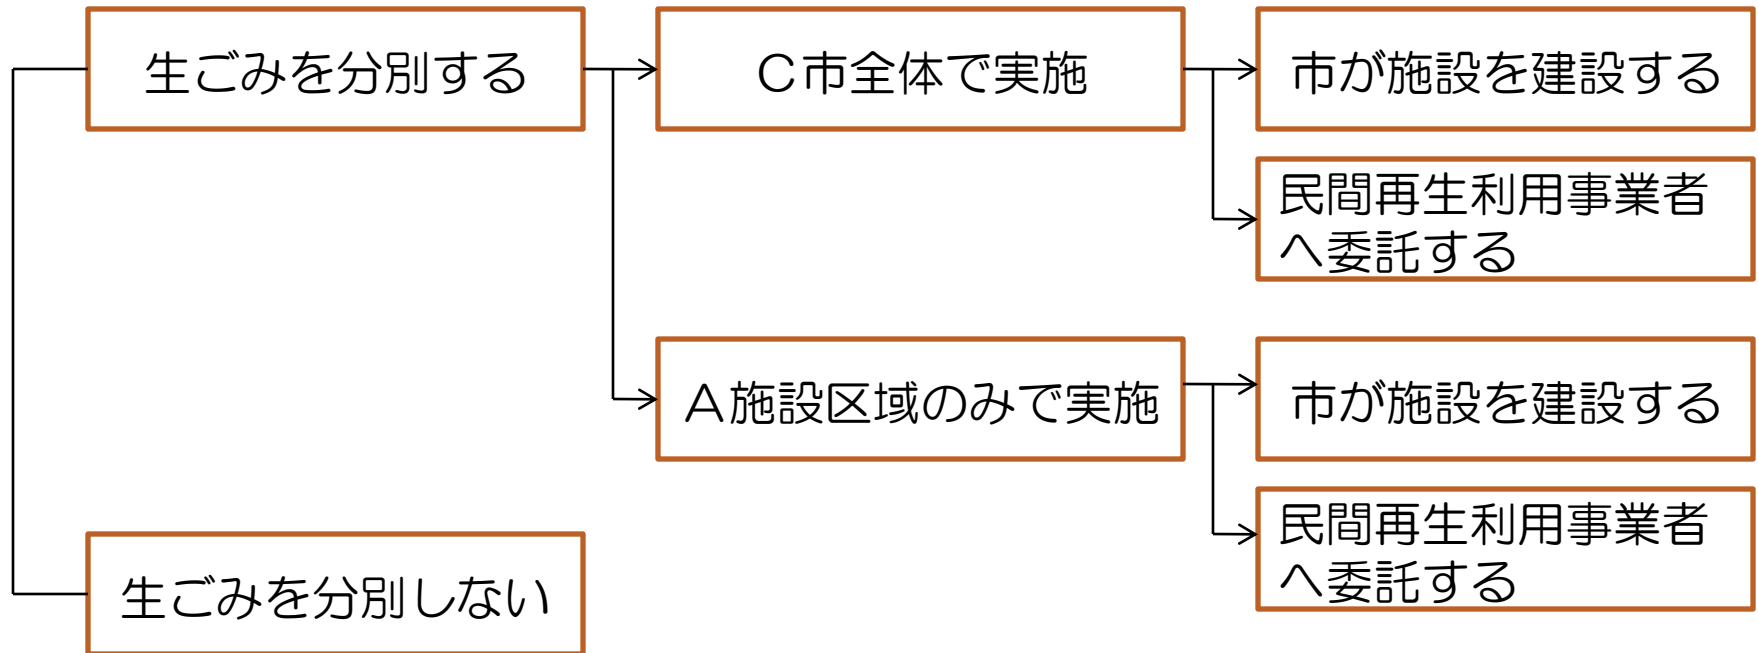 生ごみを分別する
C市全体で実施
市が施設を建設する
民間再生利用事業者
へ委託する
A施設区域のみで実施
市が施設を建設する
民間再生利用事業者
へ委託する
生ごみを分別しない